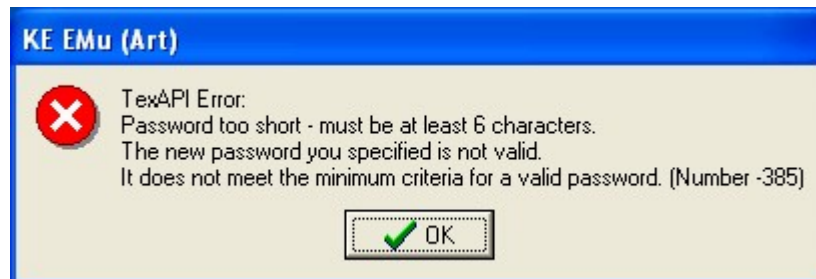 KE EMu (Art)
TexAPI Error:
Password too short - must be at least 6 characters.
The new password you specified is not valid.
It does not meet the minimum criteria for a valid password. (Number -385)
OK